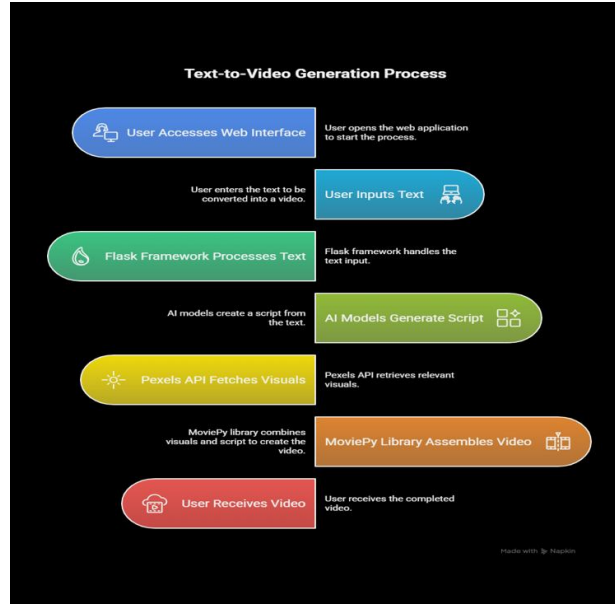 Text-to-Video Generation Process
User Accesses Web Interface
User opens the web application
to start the process.
User enters the text to be
converted into a video.
User Inputs Text
Flask Framework Processes Text
Flask framework handles the
text input.
AI models create a script from
the text.
AI Models Generate Script
Pexels API Fetches Visuals
Pexels API retrieves relevant
visuals.
MoviePy library combines
visuals and script to create the
video.
MoviePy Library Assembles Video
User Receives Video
User receives the completed
video.
Made with Napkin